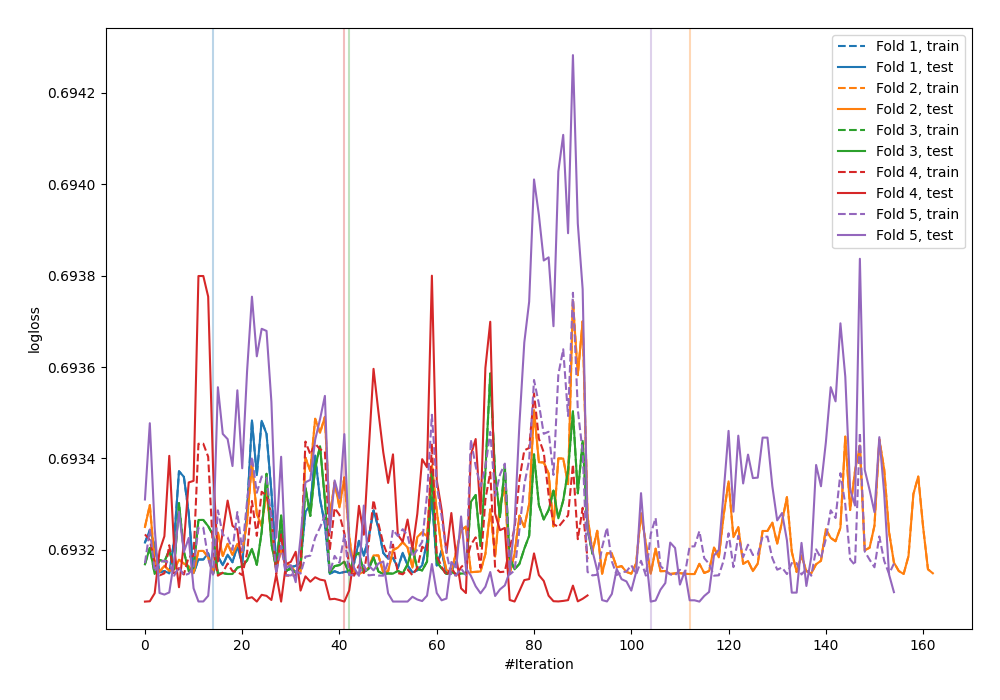 Fold 1, train
Fold 1, test
Fold 2, train
Fold 2, test
Fold 3, train
Fold 3, test
Fold 4, train
Fold 4, test
Fold 5, train
Fold 5, test
0.6942
0.6940
0.6938
0.6936
0.6934
0.6932
logloss
0 20 40 60 80 100 120 140 160
#Iteration